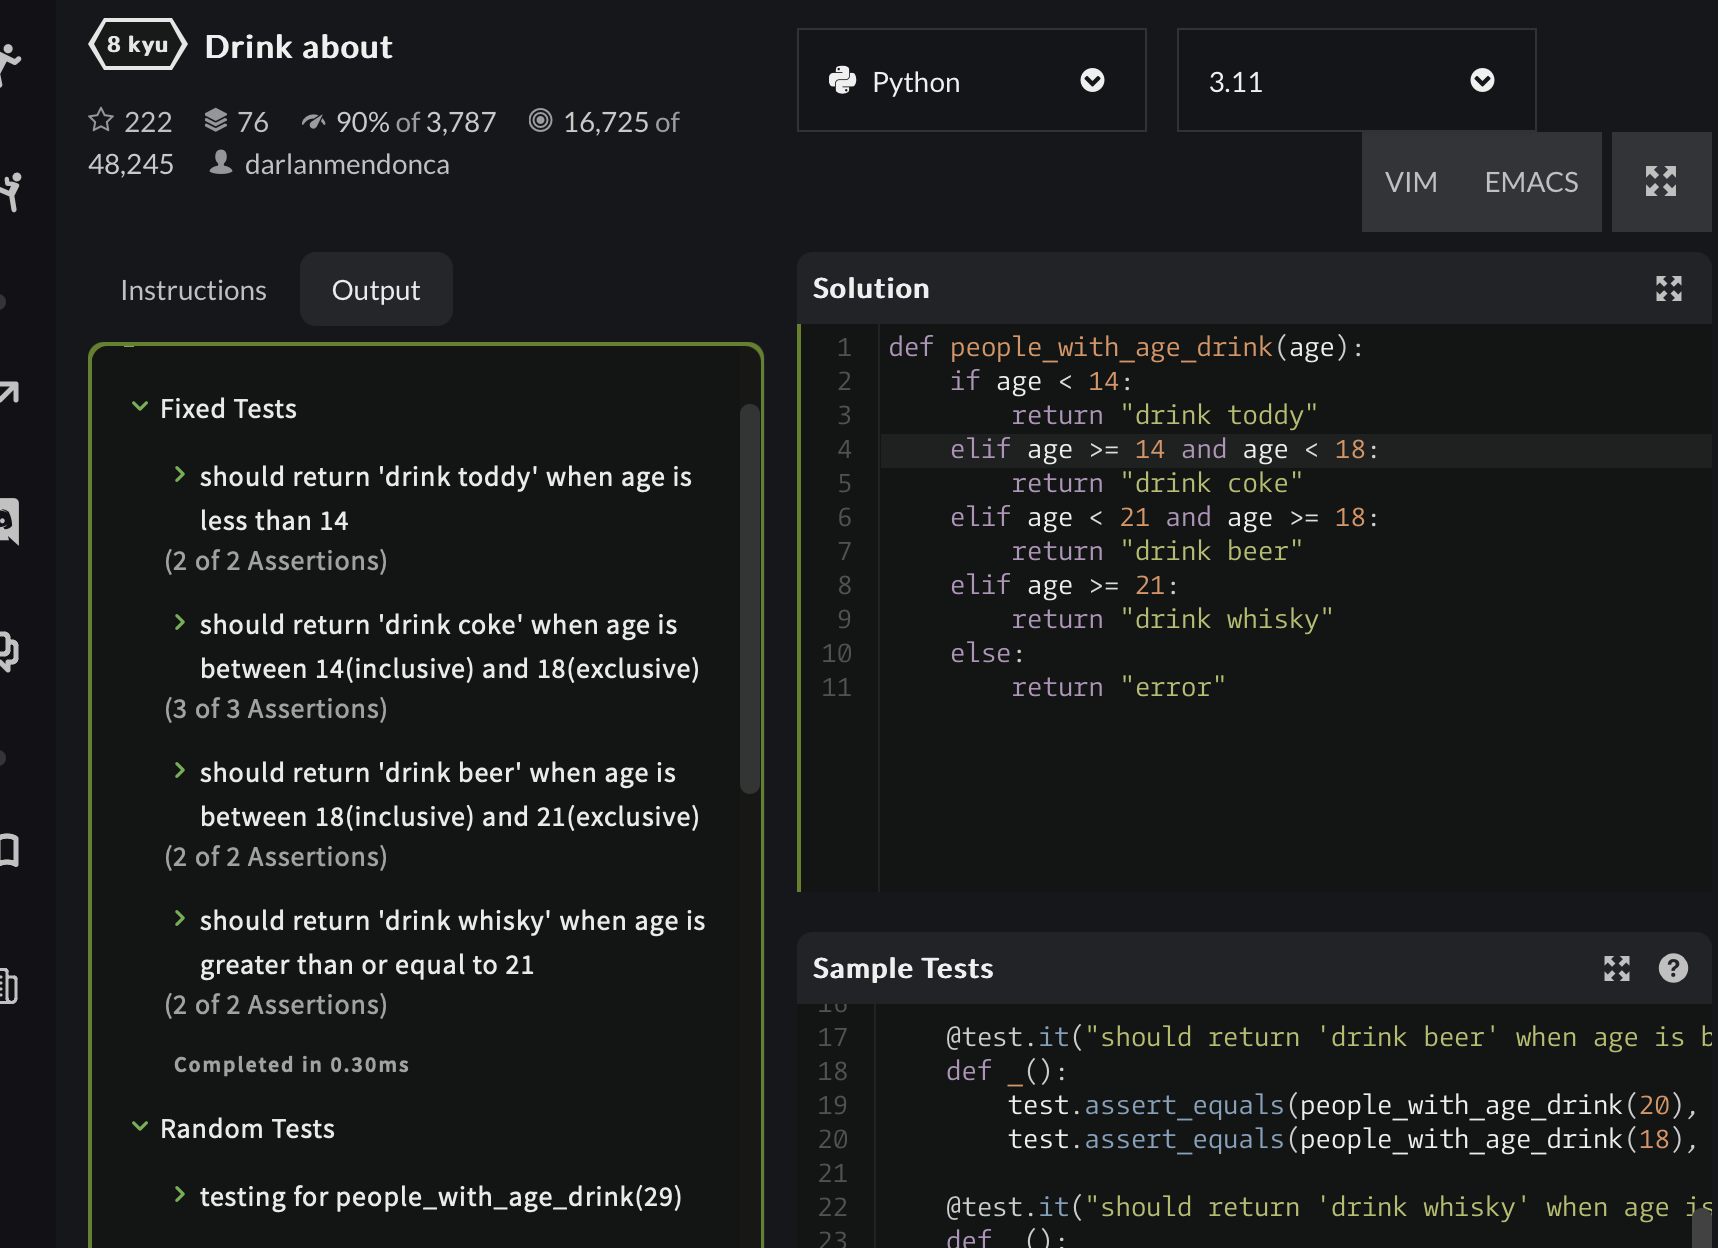 8 kyu Drink about
222 76 90% of 3,787 16,725 of
48,245 darlanmendonca
Python
3.11
VIM EMACS
Instructions Output
Fixed Tests
should return 'drink toddy' when age is
less than 14
(2 of 2 Assertions)
should return 'drink coke' when age is
between 14(inclusive) and 18(exclusive)
(3 of 3 Assertions)
should return 'drink beer' when age is
between 18(inclusive) and 21(exclusive)
(2 of 2 Assertions)
should return 'drink whisky' when age is
greater than or equal to 21
(2 of 2 Assertions)
Completed in 0.30ms
Random Tests
testing for people_with_age_drink(29)
Solution
1 def people_with_age_drink(age):
2     if age < 14:
3         return "drink toddy"
4     elif age >= 14 and age < 18:
5         return "drink coke"
6     elif age < 21 and age >= 18:
7         return "drink beer"
8     elif age >= 21:
9         return "drink whisky"
10     else:
11         return "error"
Sample Tests
16
17     @test.it("should return 'drink beer' when age is b
18     def _():
19         test.assert_equals(people_with_age_drink(20),
20         test.assert_equals(people_with_age_drink(18),
21
22     @test.it("should return 'drink whisky' when age is
23     def _():